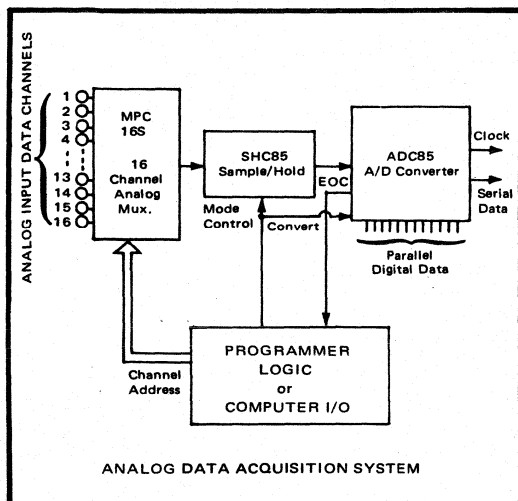 ANALOG INPUT DATA CHANNELS
1
2
3
4
13
14
15
16
MPC
16S
16
Channel
Analog
Mux.
SHC85
Sample/Hold
ADC85
A/D Converter
Clock
Serial
Data
EOC
Mode
Control
Convert
Parallel
Digital Data
Channel
Address
PROGRAMMER
LOGIC
or
COMPUTER I/O
ANALOG DATA ACQUISITION SYSTEM